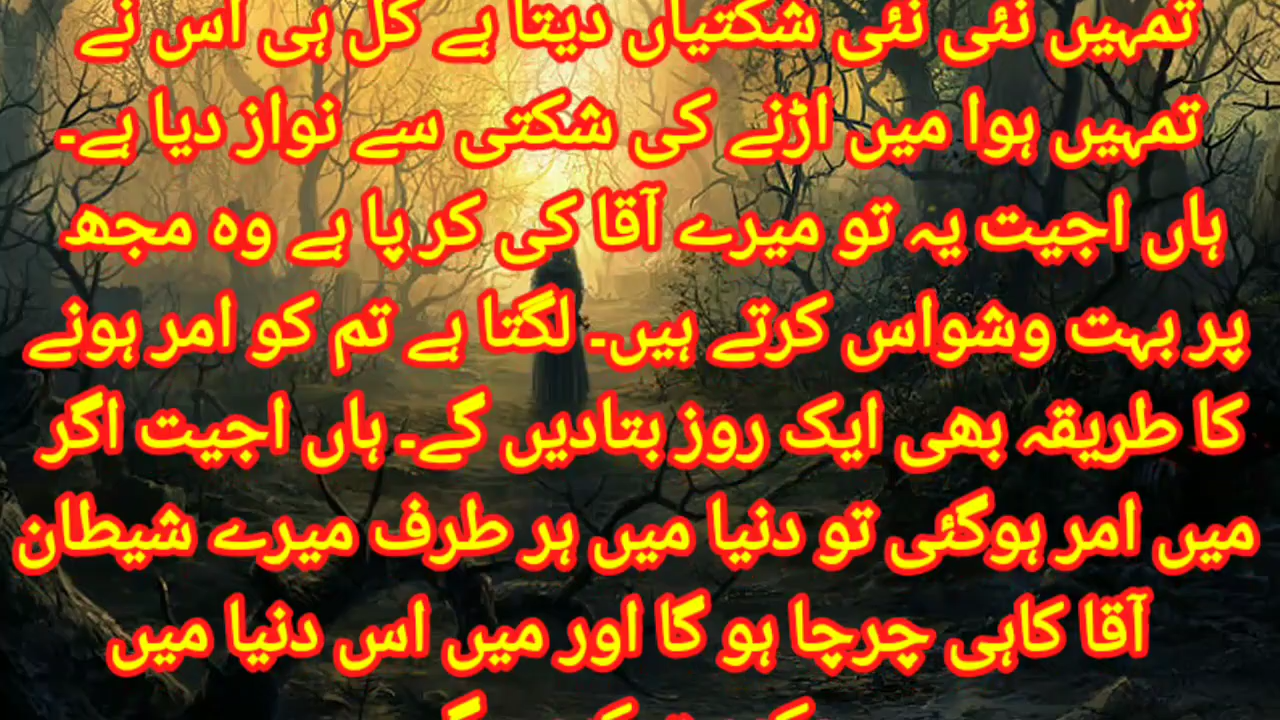 تمہیں نئی نئی شکتیاں دیتا ہے کل ہی اس نے
تمہیں ہوا میں اڑنے کی شکتی سے نواز دیا ہے۔
ہاں اجیت یہ تو میرے آقا کی کر پا ہے وہ مجھ
پر بہت وشواس کرتے ہیں۔ لگتا ہے تم کو امر ہونے
کا طریقہ بھی ایک روز بتادیں گے۔ ہاں اجیت اگر
میں امر ہوگئی تو دنیا میں ہر طرف میرے شیطان
آقا کاہی چرچا ہو گا اور میں اس دنیا میں